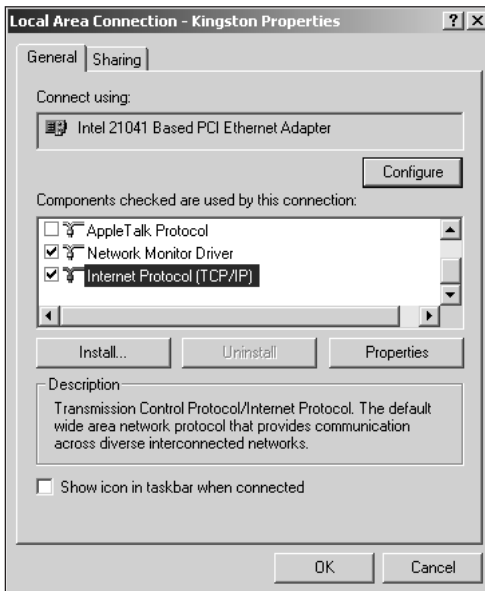 Local Area Connection - Kingston Properties
General
Sharing
Connect using:
Intel 21041 Based PCI Ethernet Adapter
Configure
Components checked are used by this connection:
AppleTalk Protocol
Network Monitor Driver
Internet Protocol (TCP/IP)
Install...
Uninstall
Properties
Description
Transmission Control Protocol/Internet Protocol. The default
wide area network protocol that provides communication
across diverse interconnected networks.
Show icon in taskbar when connected
OK
Cancel